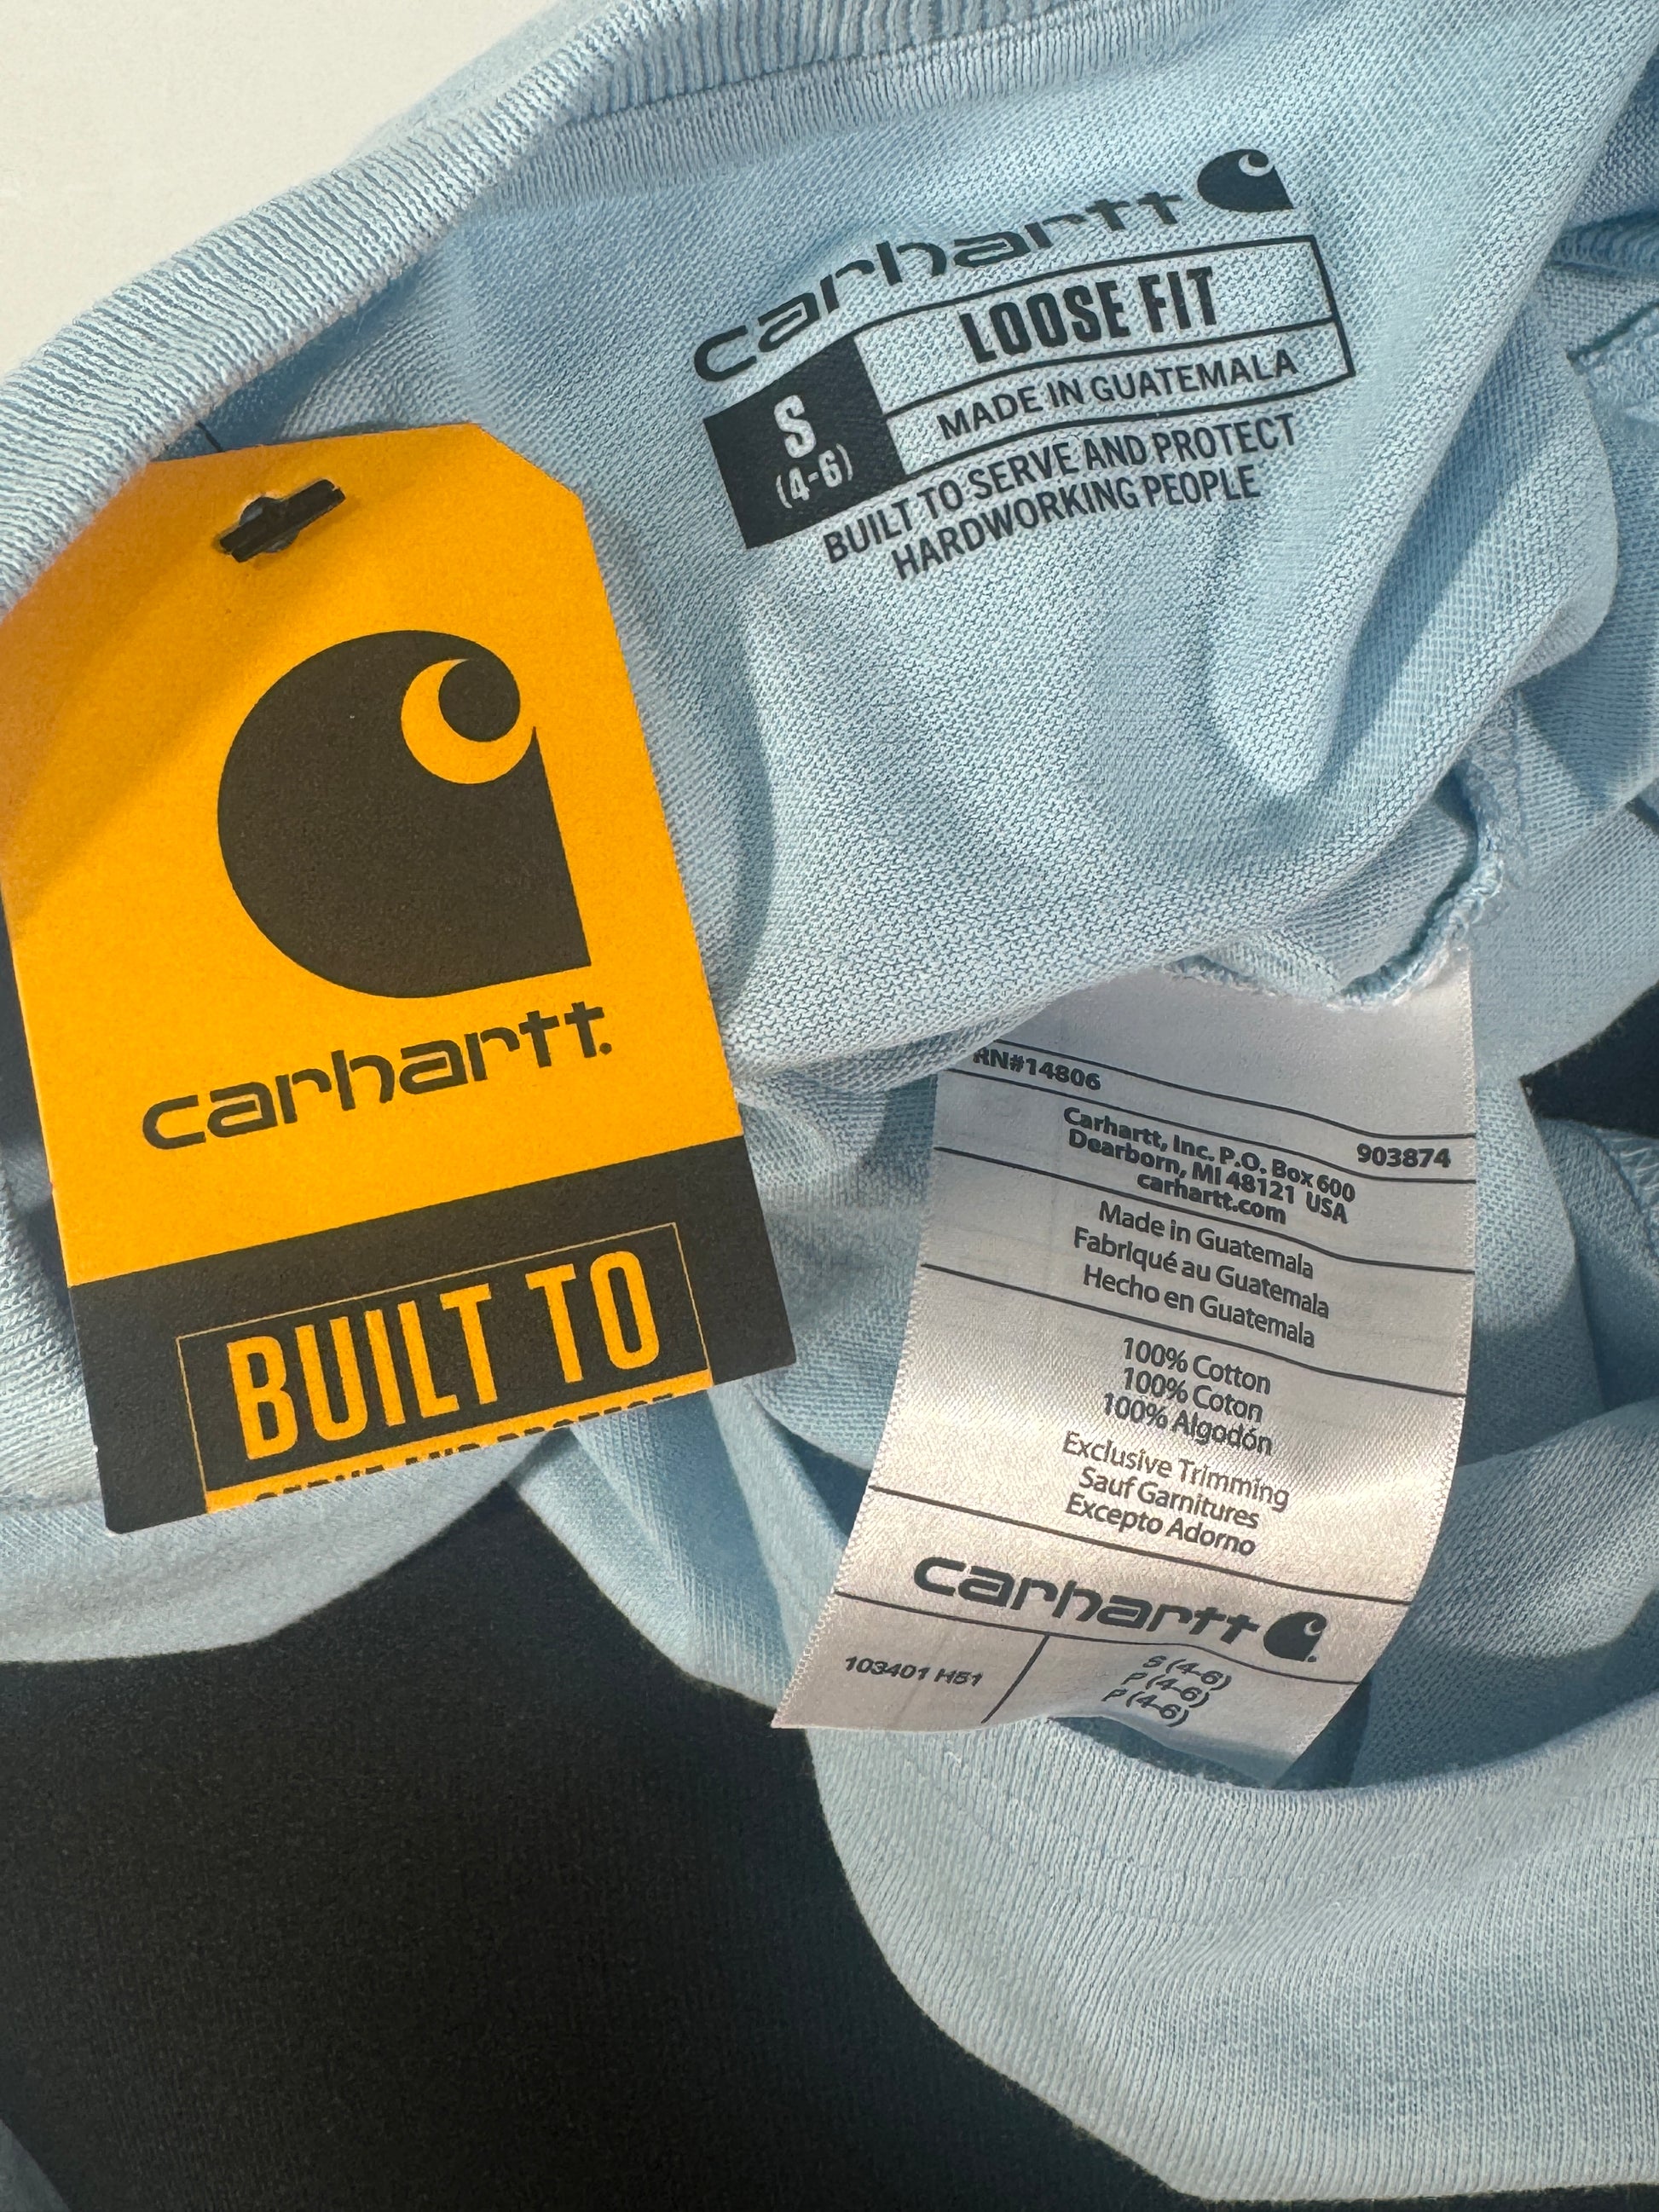 carhartt
LOOSE FIT
S
(4-6)
MADE IN GUATEMALA
BUILT TO SERVE AND PROTECT
HARDWORKING PEOPLE
carhartt.
BUILT TO
RN#14806
903874
Carhartt, Inc. P.O. Box 600
Dearborn, MI 48121 USA
carhartt.com
Made in Guatemala
Fabriqué au Guatemala
Hecho en Guatemala
100% Cotton
100% Coton
100% Algodón
Exclusive Trimming
Sauf Garnitures
Excepto Adorno
carhartt
103401 H51
S (4-6)
P (4-6)
P (4-6)